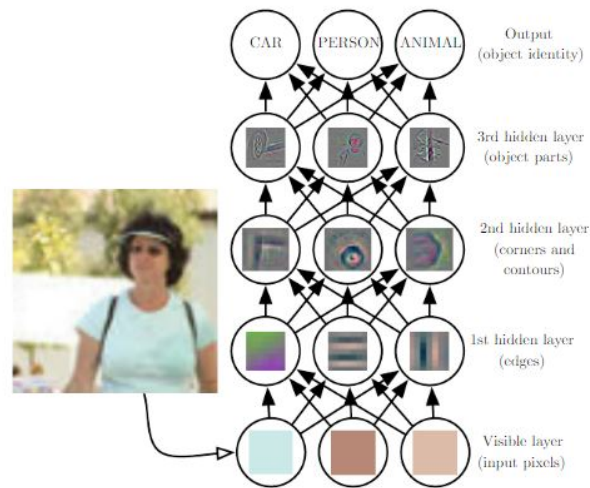 CAR PERSON ANIMAL Output
(object identity)
3rd hidden layer
(object parts)
2nd hidden layer
(corners and
contours)
1st hidden layer
(edges)
Visible layer
(input pixels)